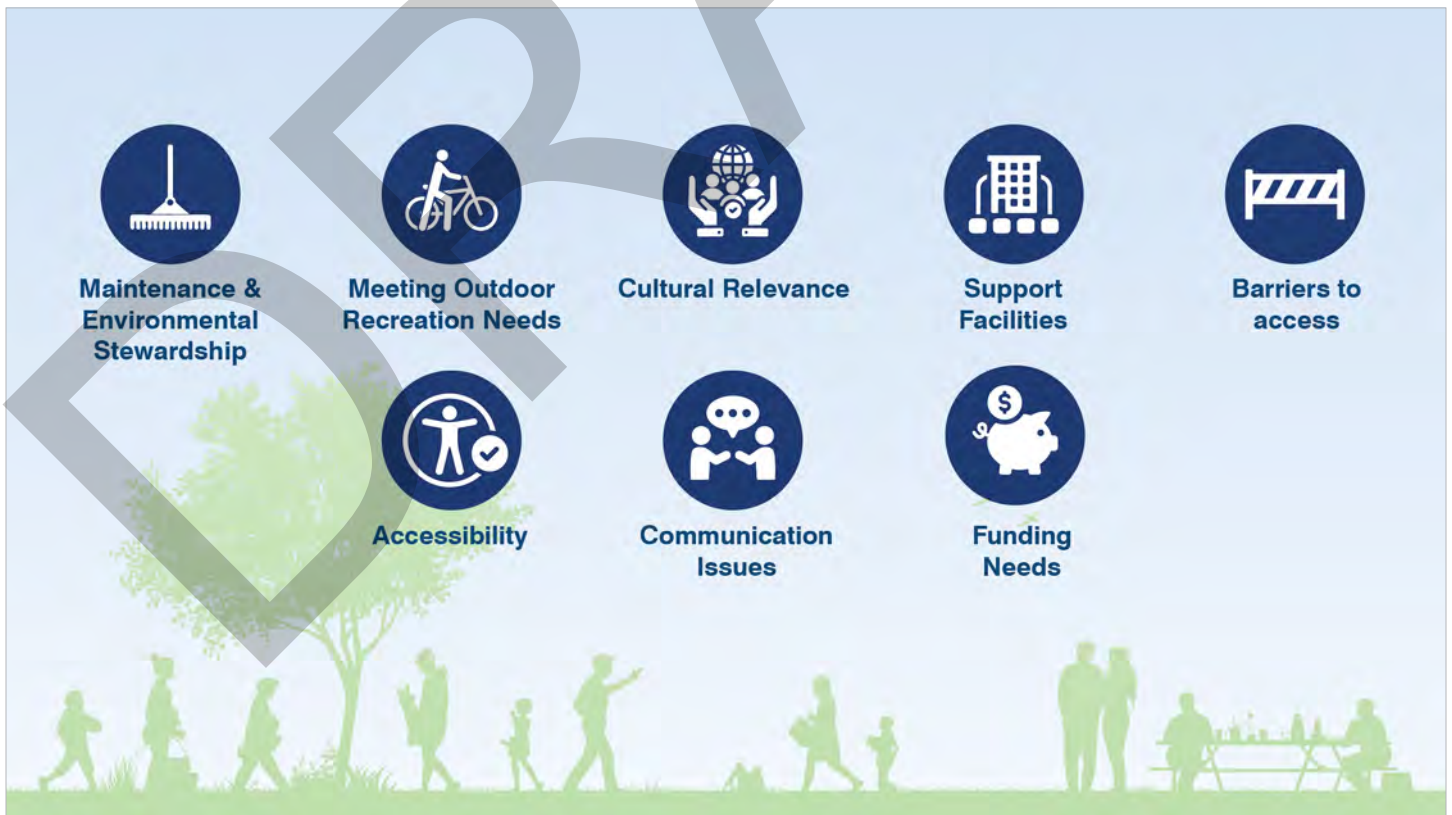 Maintenance &
Environmental
Stewardship
Meeting Outdoor
Recreation Needs
Cultural Relevance
Support
Facilities
Barriers to
access
Accessibility
Communication
Issues
$
Funding
Needs